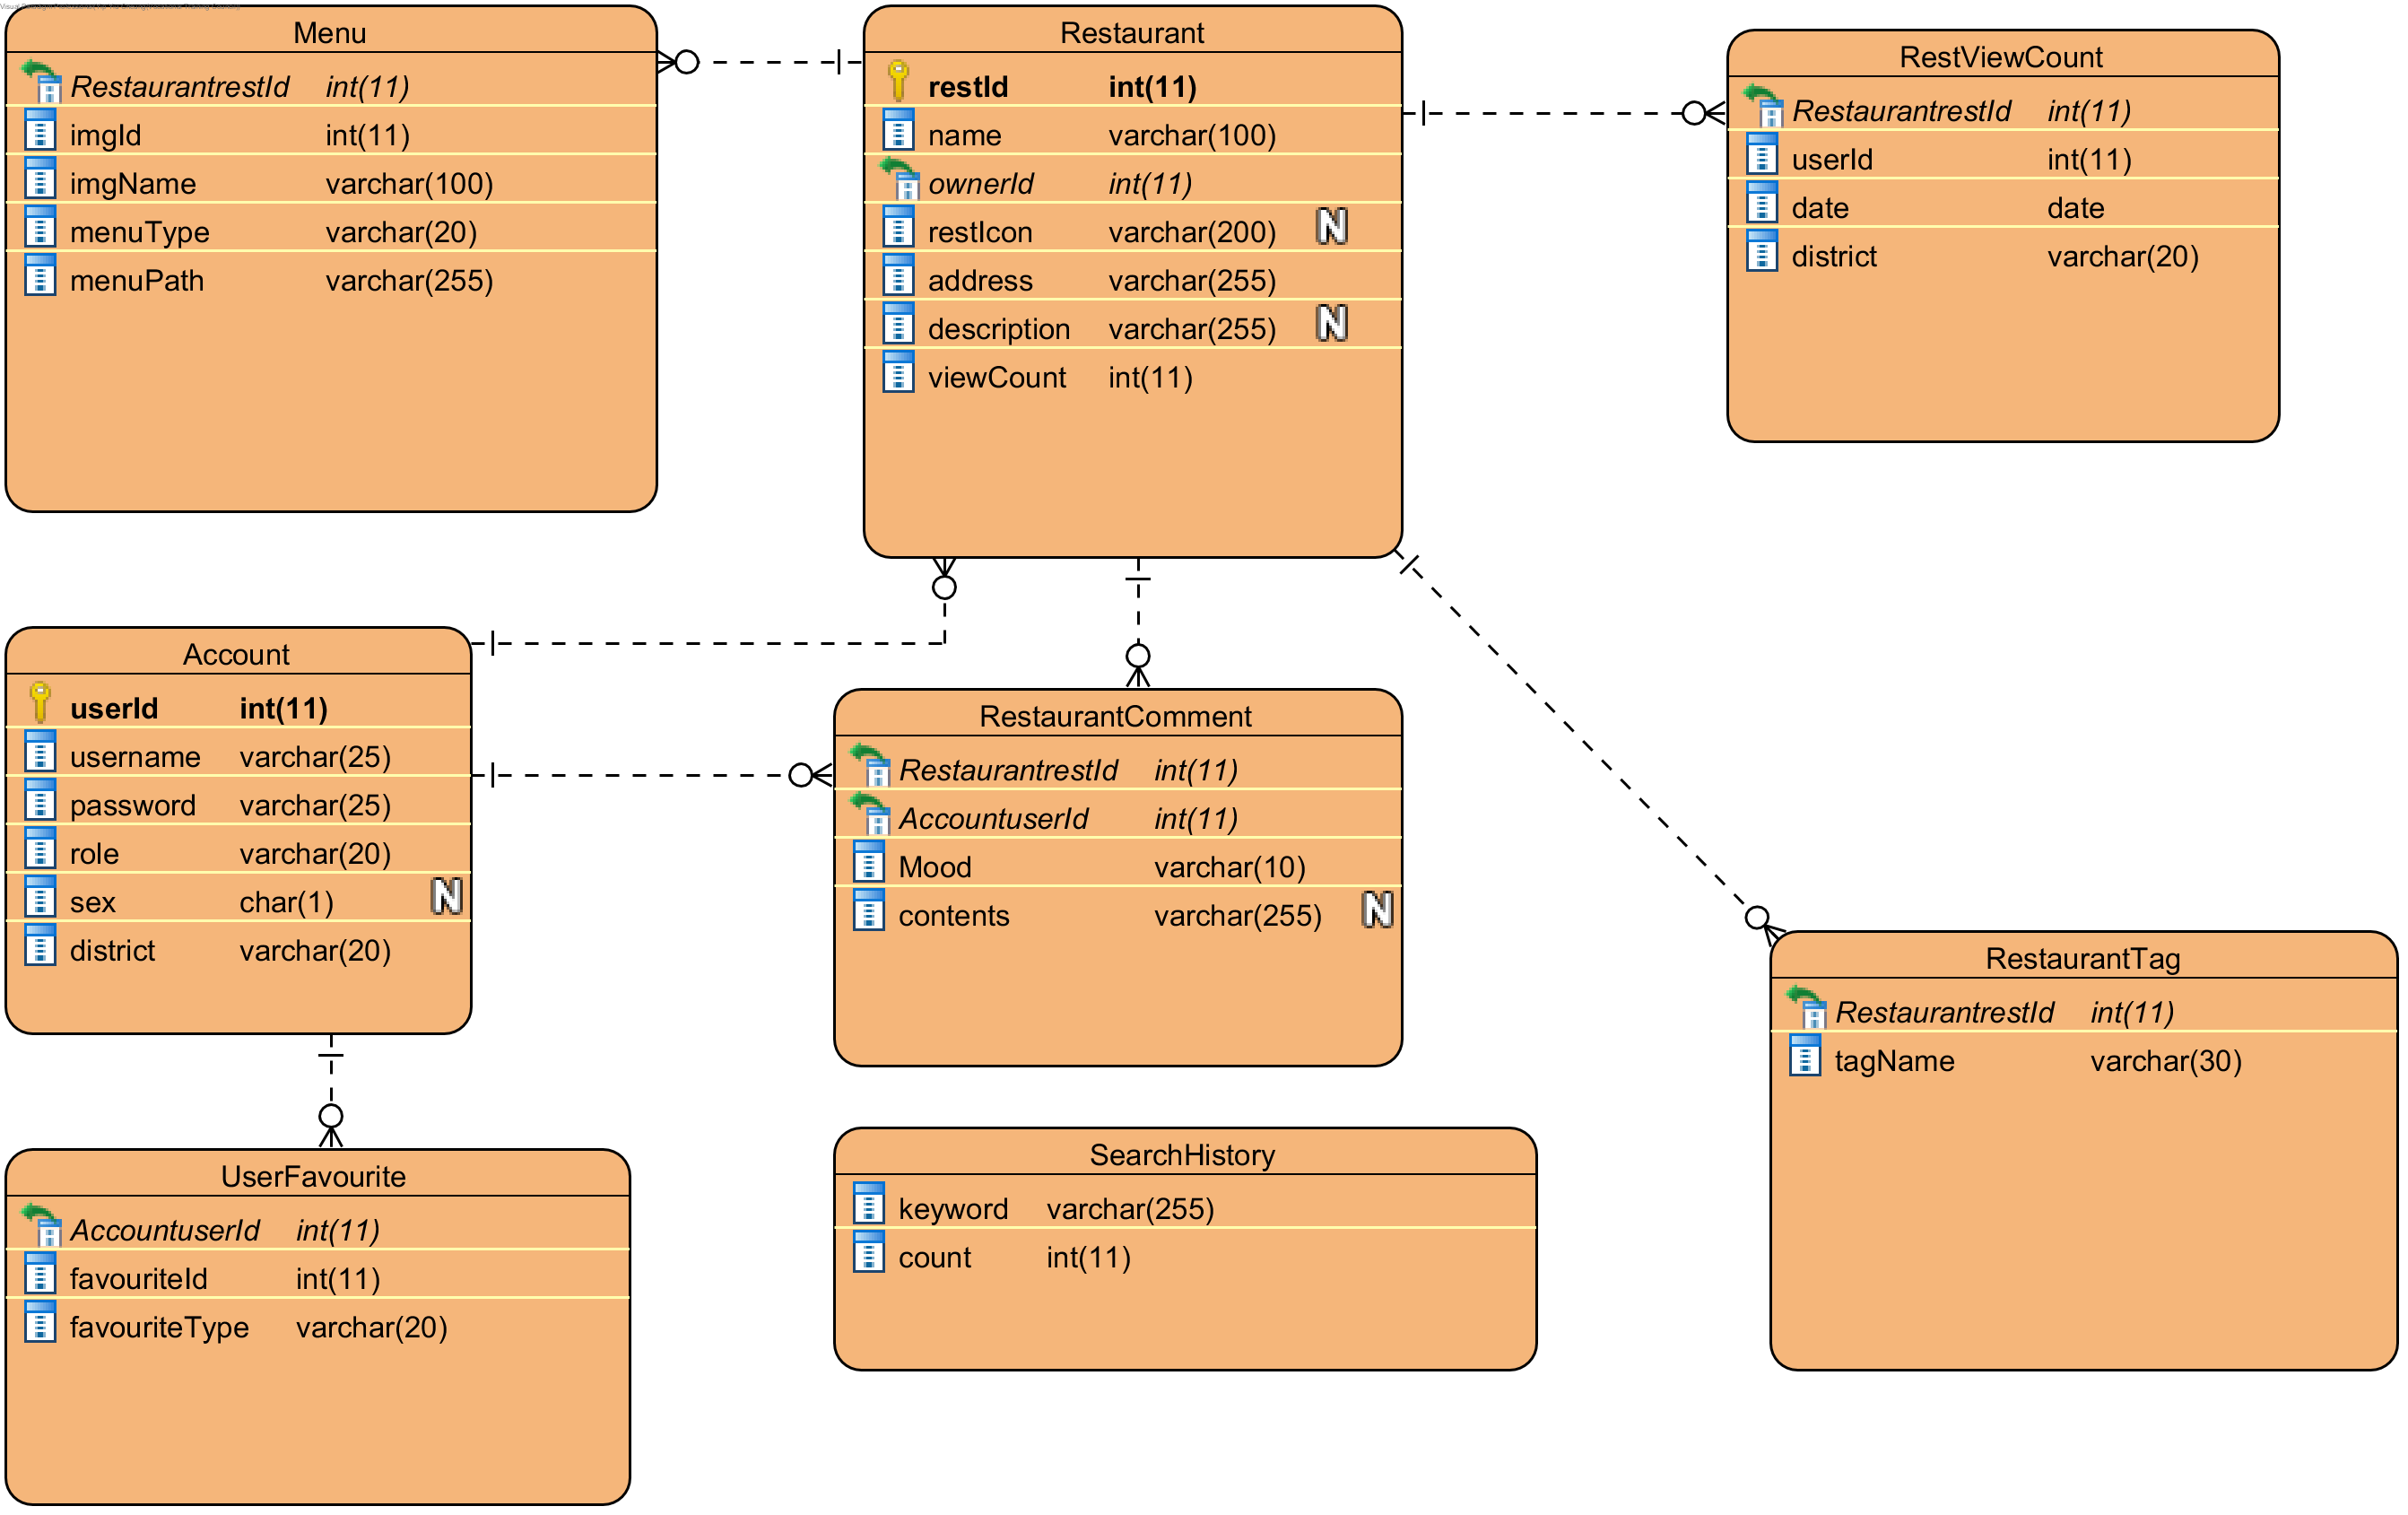 Menu
RestaurantrestId int(11)
imgId int(11)
imgName varchar(100)
menuType varchar(20)
menuPath varchar(255)
Restaurant
restId int(11)
name varchar(100)
ownerId int(11)
restIcon varchar(200) N
address varchar(255)
description varchar(255) N
viewCount int(11)
RestViewCount
RestaurantrestId int(11)
userId int(11)
date date
district varchar(20)
Account
userId int(11)
username varchar(25)
password varchar(25)
role varchar(20)
sex char(1) N
district varchar(20)
RestaurantComment
RestaurantrestId int(11)
AccountuserId int(11)
Mood varchar(10)
contents varchar(255) N
RestaurantTag
RestaurantrestId int(11)
tagName varchar(30)
UserFavourite
AccountuserId int(11)
favouriteId int(11)
favouriteType varchar(20)
SearchHistory
keyword varchar(255)
count int(11)